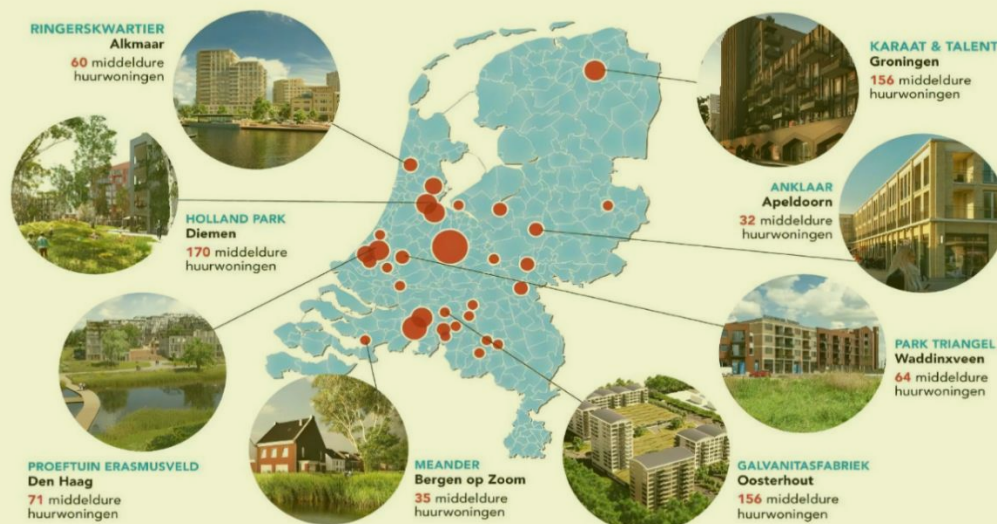 RINGERSKWARTIER
Alkmaar
60 middeldure
huurwoningen
KARAAT & TALENT
Groningen
156 middeldure
huurwoningen
HOLLAND PARK
Diemen
170 middeldure
huurwoningen
ANKLAAR
Apeldoorn
32 middeldure
huurwoningen
PARK TRIANGEL
Waddinxveen
64 middeldure
huurwoningen
PROEFTUIN ERASMUSVELD
Den Haag
71 middeldure
huurwoningen
MEANDER
Bergen op Zoom
35 middeldure
huurwoningen
GALVANITASFABRIEK
Oosterhout
156 middeldure
huurwoningen